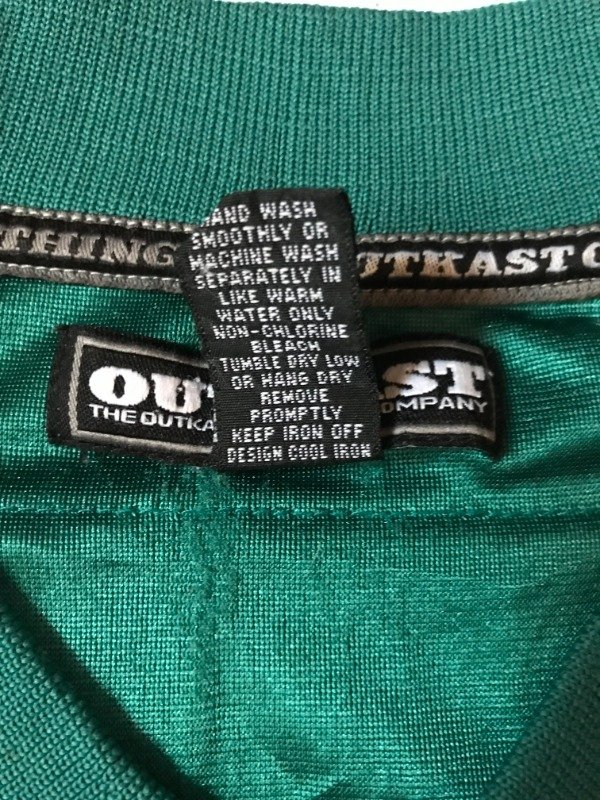 AND WASH
SMOOTHLY OR
MACHINE WASH
SEPARATELY IN
LIKE WARM
WATER ONLY
NON-CHLORINE
BLEACH
TUMBLE DRY LOW
OR HANG DRY
REMOVE
PROMPTLY
KEEP IRON OFF
DESIGN COOL IRON
THING UTKAST C
OU ST
THE OUTKA OMPANY